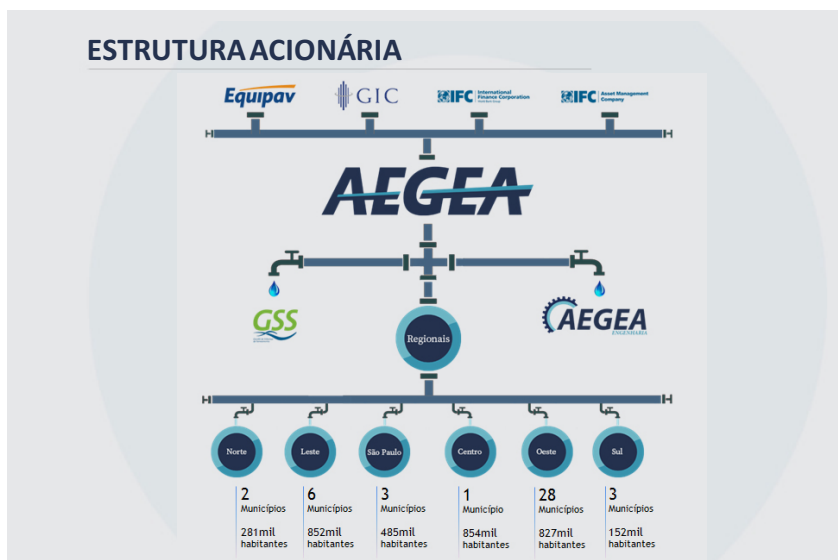 ESTRUTURA ACIONÁRIA
Equipav
GIC
IFC International Finance Corporation
IFC Asset Management Company
AEGEA
GSS
AEGEA
ENGENHARIA
Regionais
Norte
Leste
São Paulo
Centro
Oeste
Sul
2
Municípios
281mil
habitantes
6
Municípios
852mil
habitantes
3
Municípios
485mil
habitantes
1
Município
854mil
habitantes
28
Municípios
827mil
habitantes
3
Municípios
152mil
habitantes